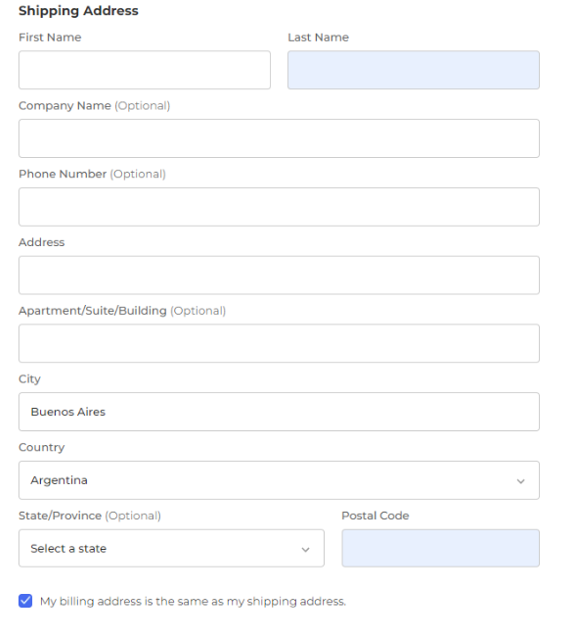 Shipping Address
First Name Last Name
Company Name (Optional)
Phone Number (Optional)
Address
Apartment/Suite/Building (Optional)
City
Buenos Aires
Country
Argentina
State/Province (Optional) Postal Code
Select a state
My billing address is the same as my shipping address.